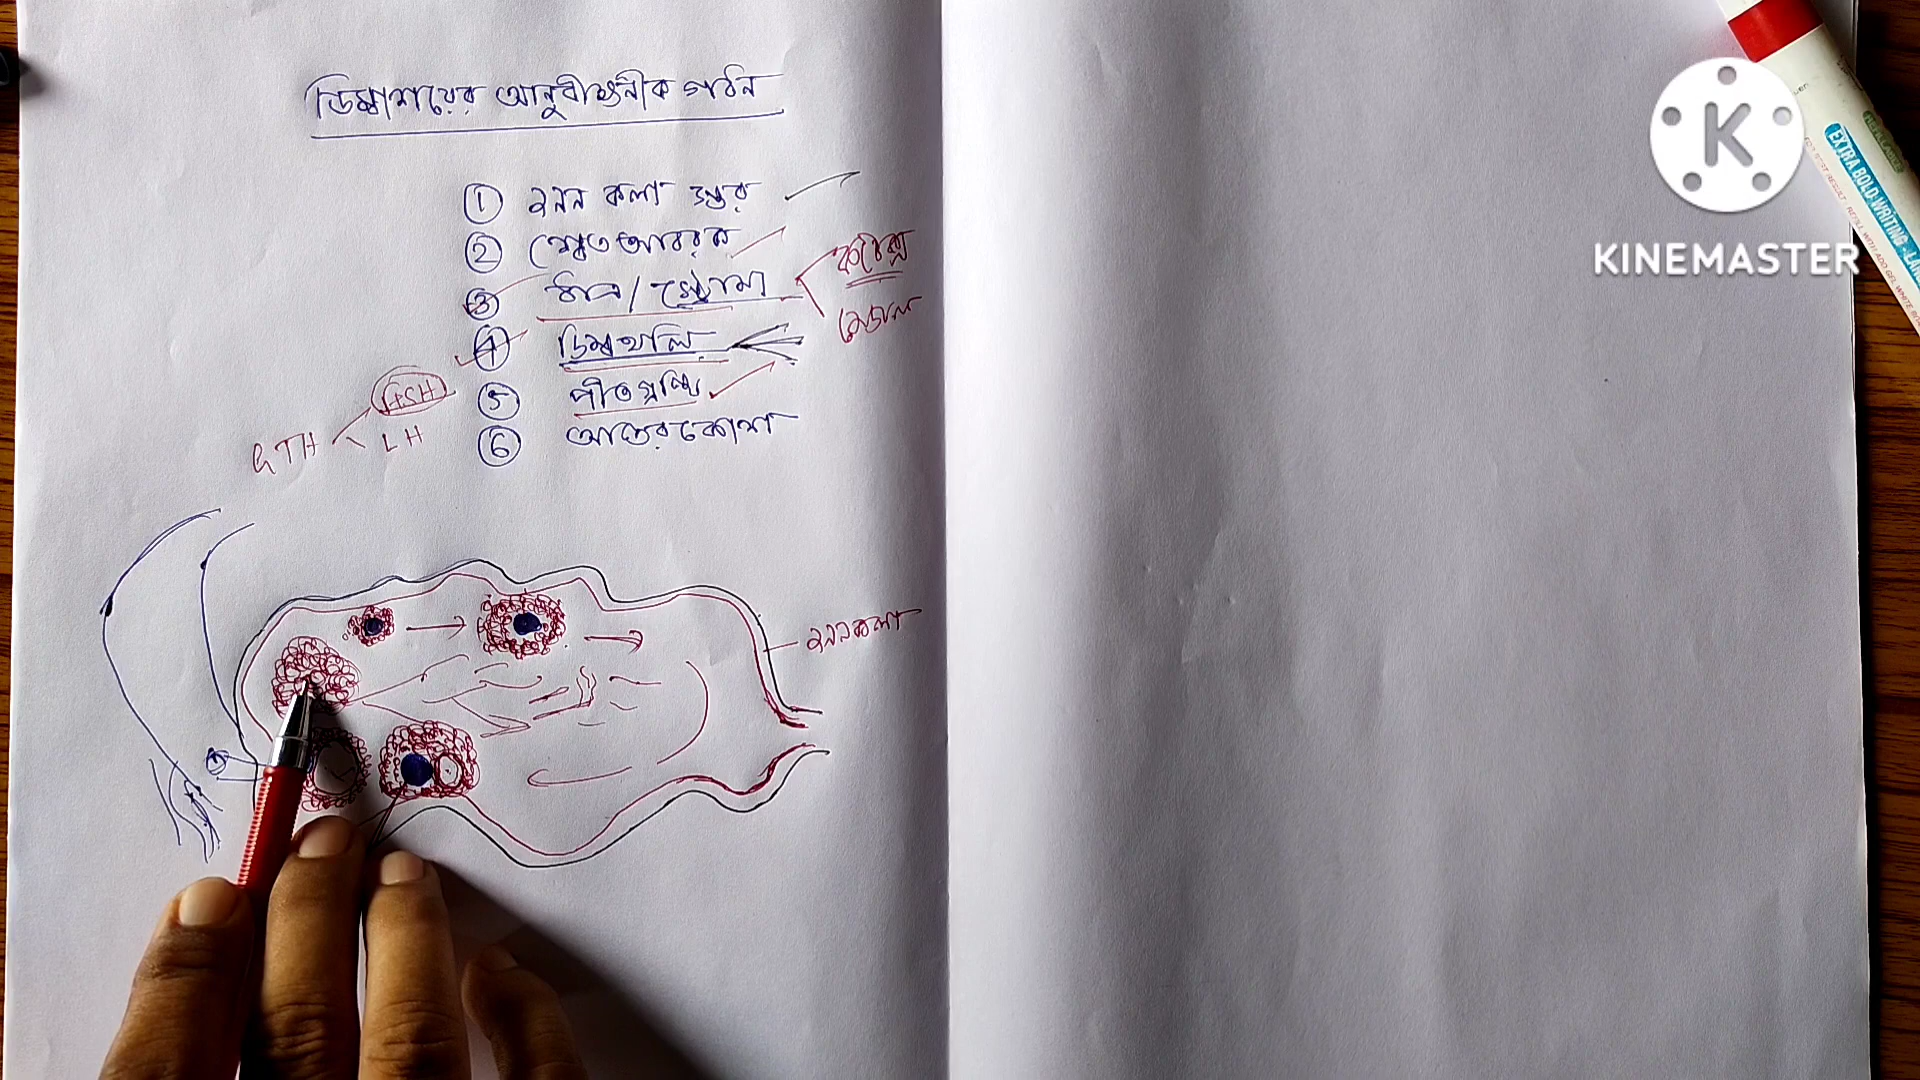 ডিম্বাশয়ের আনুবীক্ষনীক গঠন
① জনন কলা স্তর
② শ্বেত আবরক
③ ধাত্র / স্ট্রোমা
কর্টেক্স
মেডালা
④ ডিম্বথলি
⑤ পীতগ্রন্থি
⑥ আন্তরকোশ
GTH
FSH
LH
জননকলা
K
KINEMASTER
EXTRA BOLD WRITING